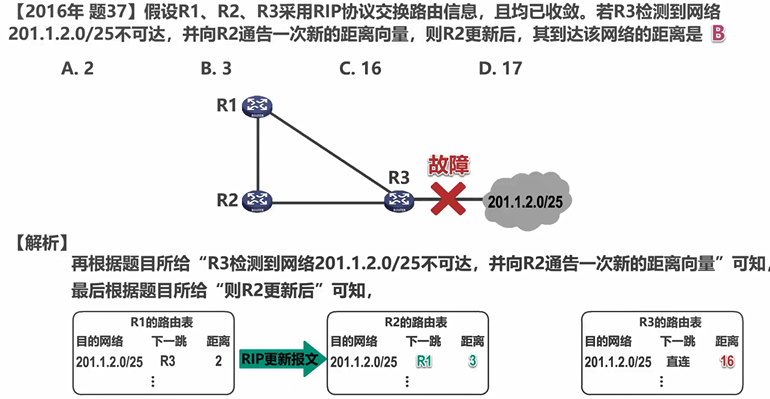 【2016年 题37】假设R1、R2、R3采用RIP协议交换路由信息，且均已收敛。若R3检测到网络
201.1.2.0/25不可达，并向R2通告一次新的距离向量，则R2更新后，其到达该网络的距离是 B
A. 2 B. 3 C. 16 D. 17
R1
故障
R3
R2
201.1.2.0/25
【解析】
再根据题目所给“R3检测到网络201.1.2.0/25不可达，并向R2通告一次新的距离向量”可知，
最后根据题目所给“则R2更新后”可知，
R1的路由表
目的网络 下一跳 距离
201.1.2.0/25 R3 2
⋮
RIP更新报文
R2的路由表
目的网络 下一跳 距离
201.1.2.0/25 R1 3
⋮
R3的路由表
目的网络 下一跳 距离
201.1.2.0/25 直连 16
⋮